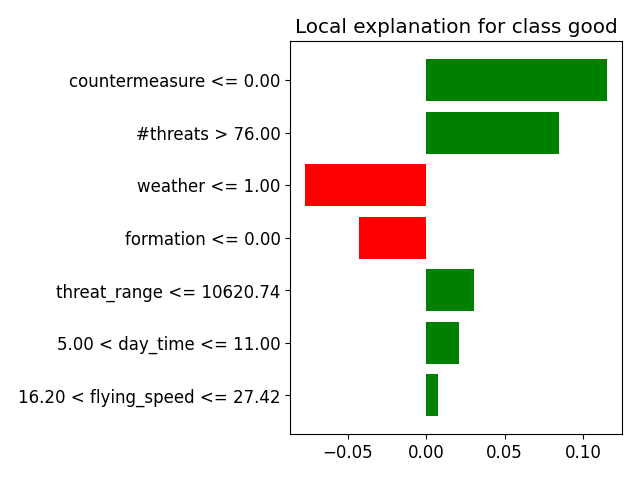 Local explanation for class good
countermeasure <= 0.00
#threats > 76.00
weather <= 1.00
formation <= 0.00
threat_range <= 10620.74
5.00 < day_time <= 11.00
16.20 < flying_speed <= 27.42
−0.05 0.00 0.05 0.10